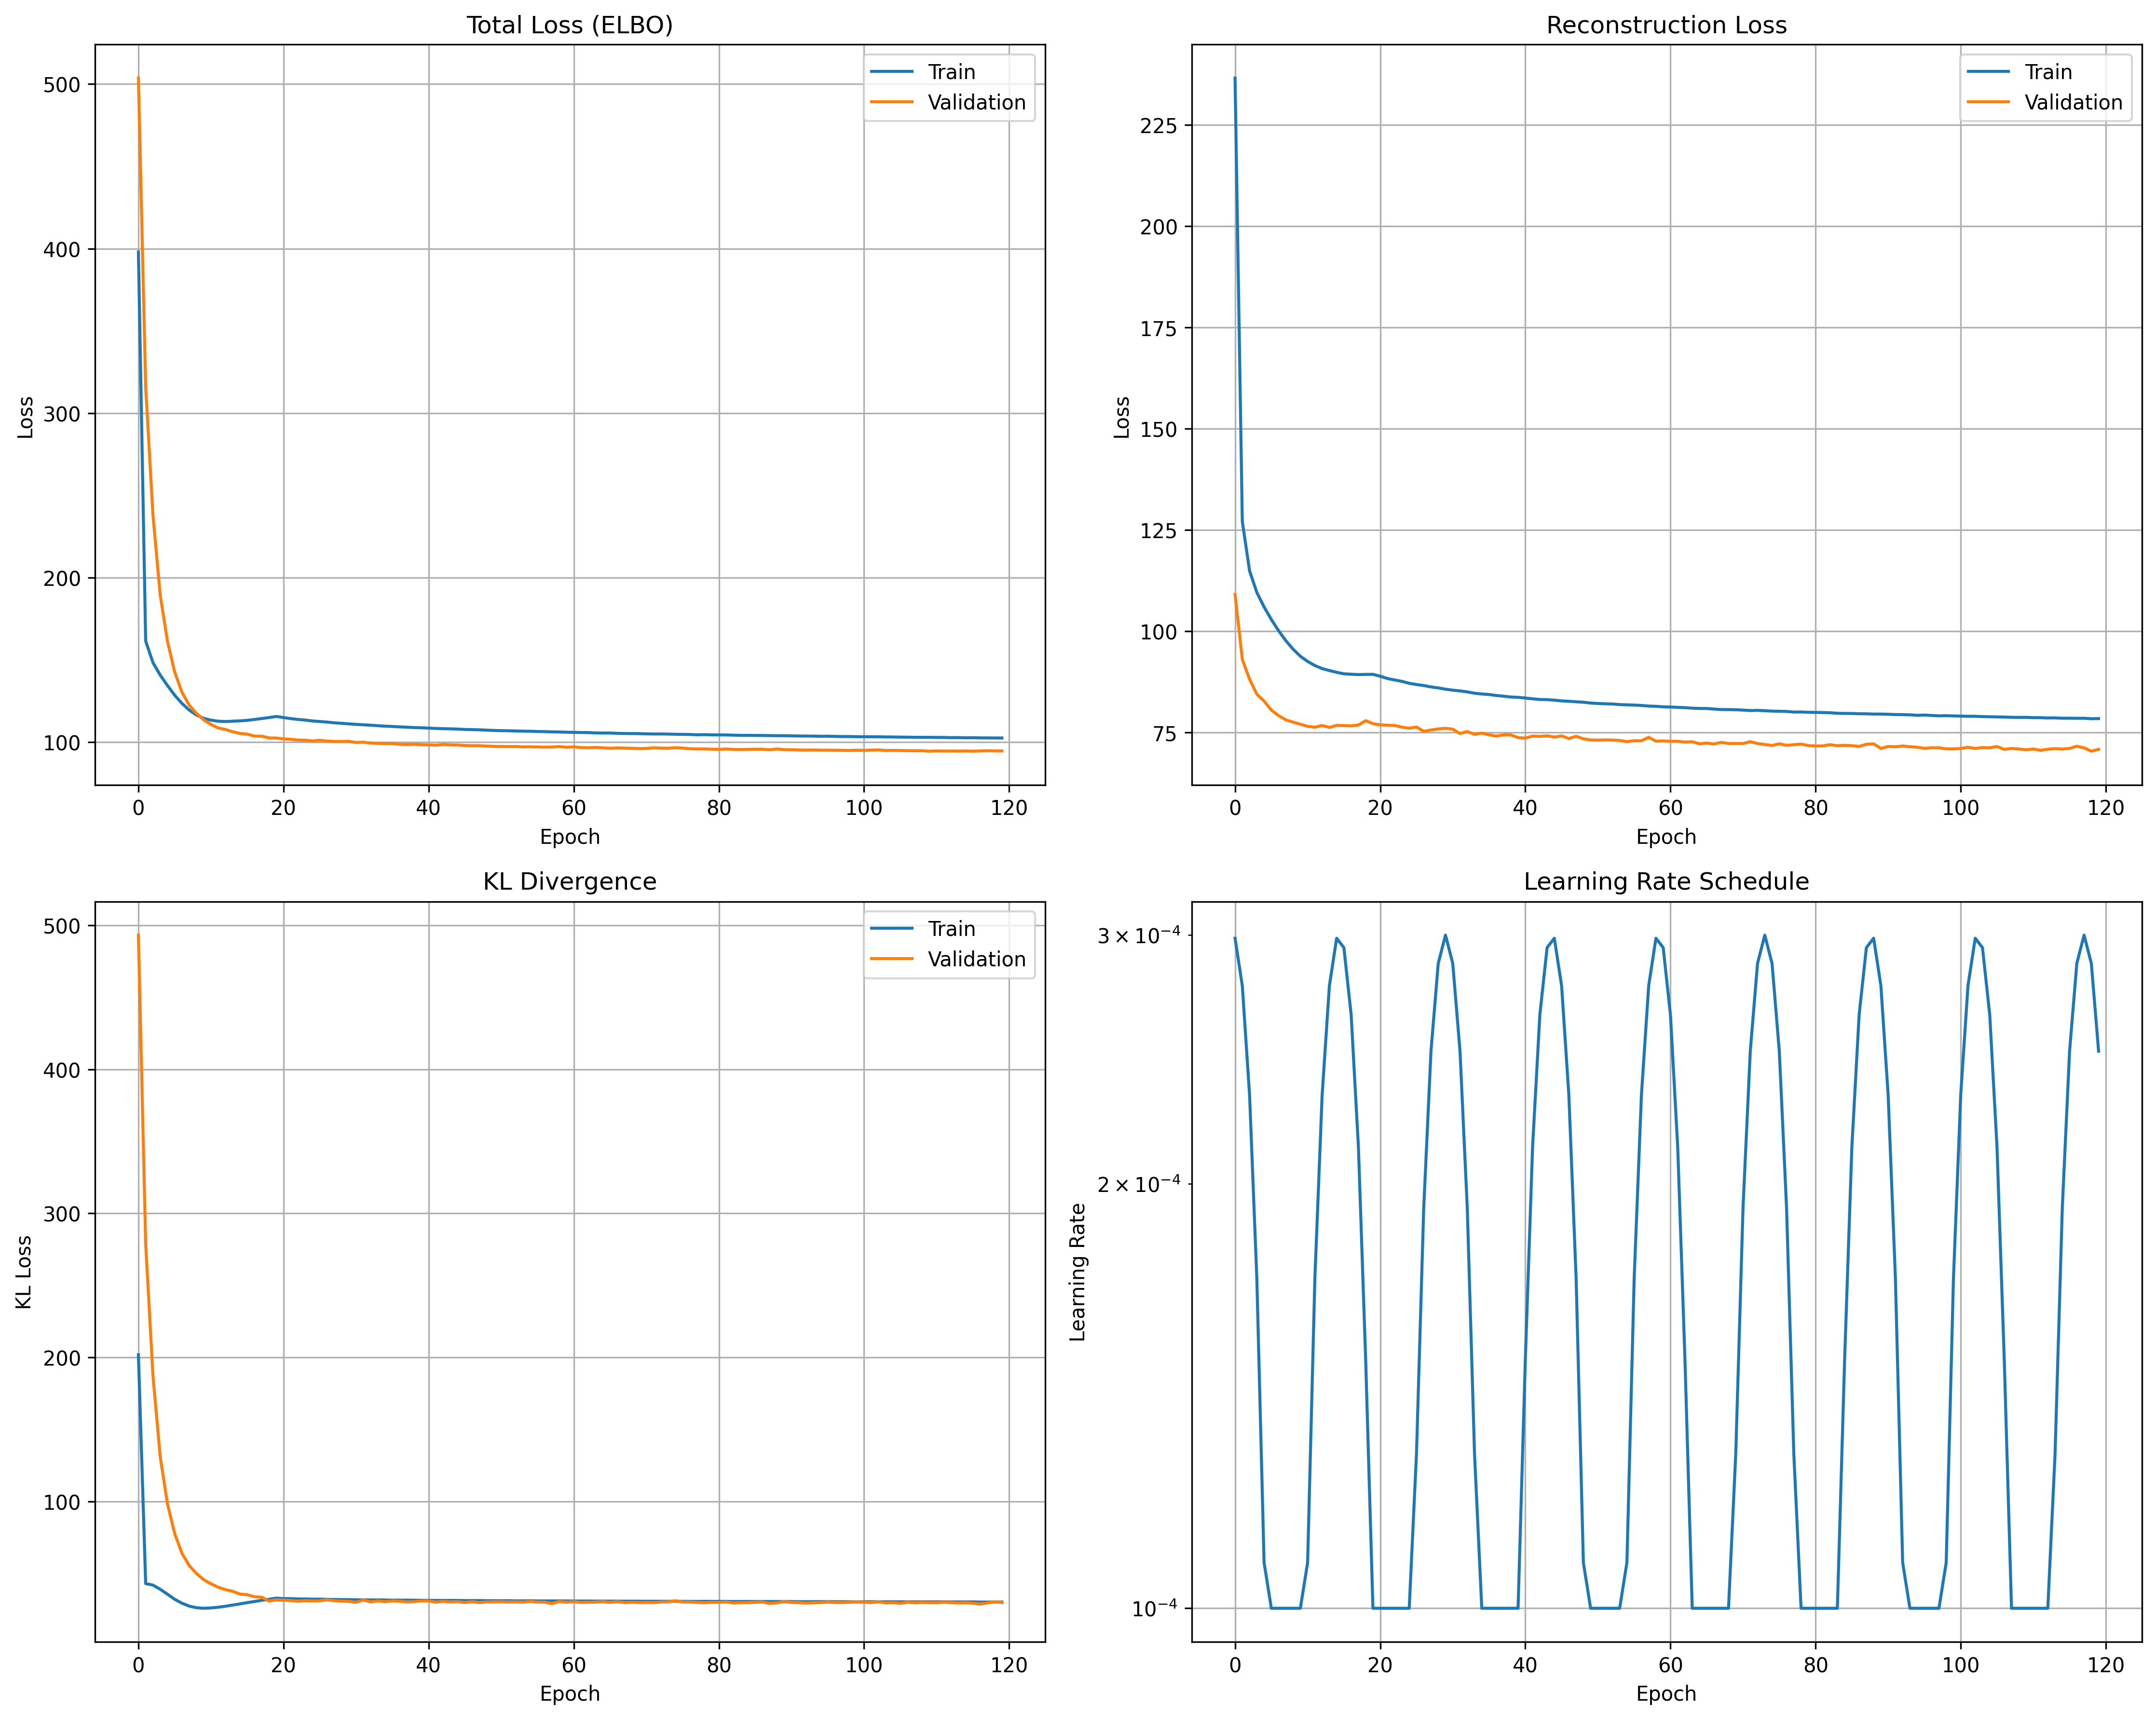 Total Loss (ELBO)
Train
Validation
500
400
300
200
100
Loss
0 20 40 60 80 100 120
Epoch
Reconstruction Loss
Train
Validation
225
200
175
150
125
100
75
Loss
0 20 40 60 80 100 120
Epoch
KL Divergence
Train
Validation
500
400
300
200
100
KL Loss
0 20 40 60 80 100 120
Epoch
Learning Rate Schedule
3 × 10⁻⁴
2 × 10⁻⁴
10⁻⁴
Learning Rate
0 20 40 60 80 100 120
Epoch